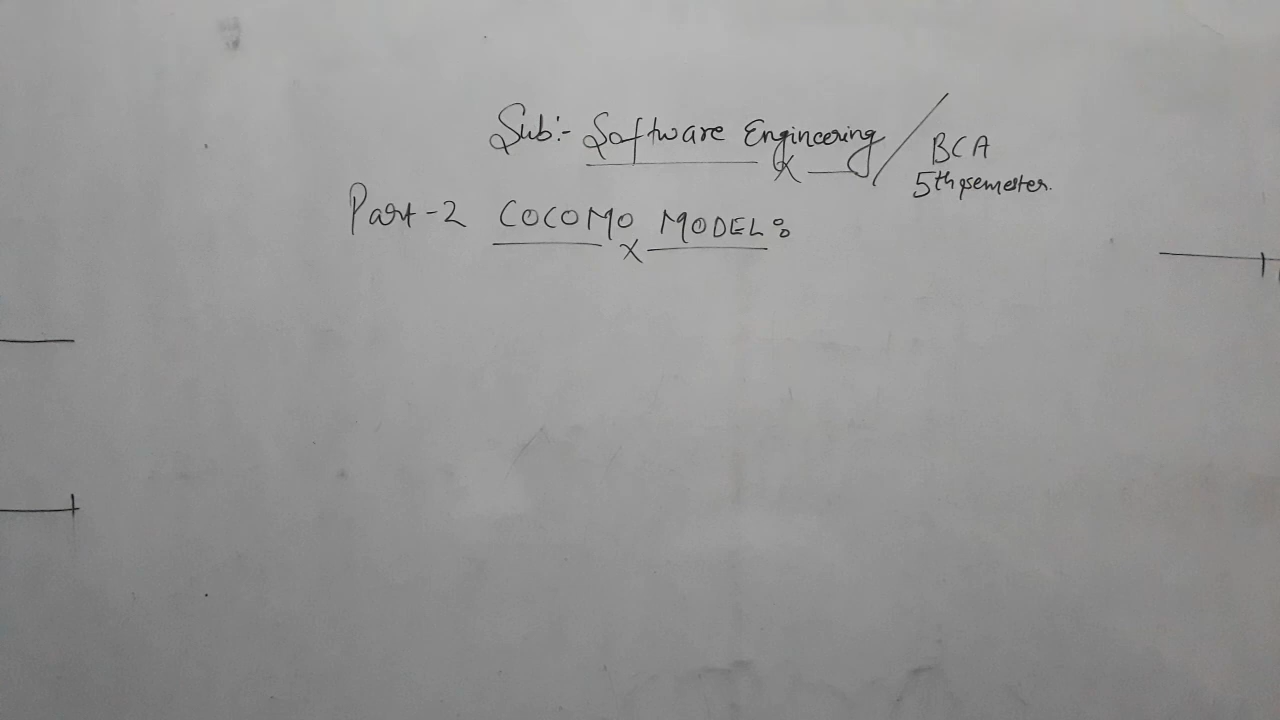 Sub:- Software Engineering / BCA
5th semester.
Part-2 COCOMO MODEL: